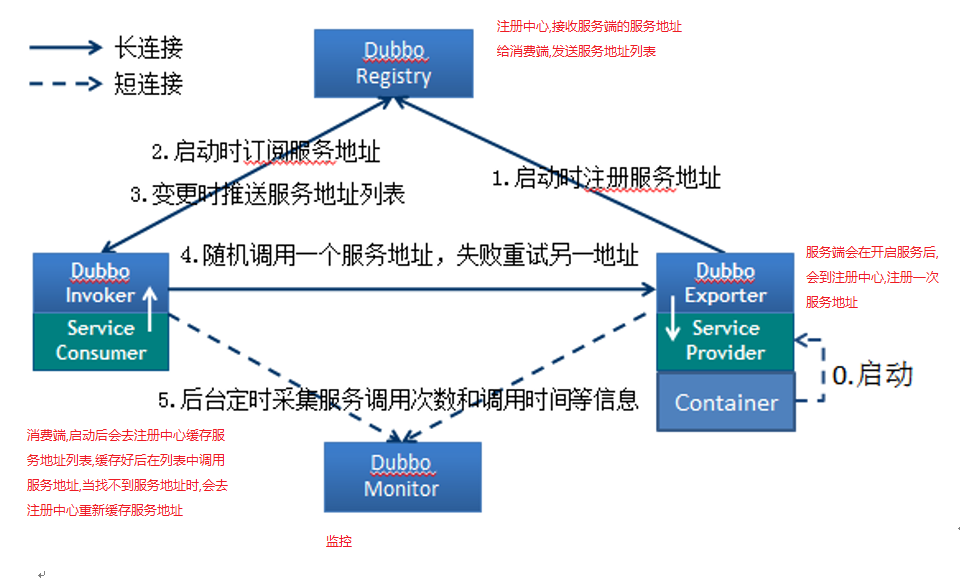 注册中心,接收服务端的服务地址
给消费端,发送服务地址列表
长连接
短连接
Dubbo
Registry
2.启动时订阅服务地址
3.变更时推送服务地址列表
1.启动时注册服务地址
4.随机调用一个服务地址，失败重试另一地址
服务端会在开启服务后,
会到注册中心,注册一次
服务地址
Dubbo
Invoker
Service
Consumer
Dubbo
Exporter
Service
Provider
Container
0.启动
5.后台定时采集服务调用次数和调用时间等信息
消费端,启动后会去注册中心缓存服
务地址列表,缓存好后在列表中调用
服务地址,当找不到服务地址时,会去
注册中心重新缓存服务地址
Dubbo
Monitor
监控